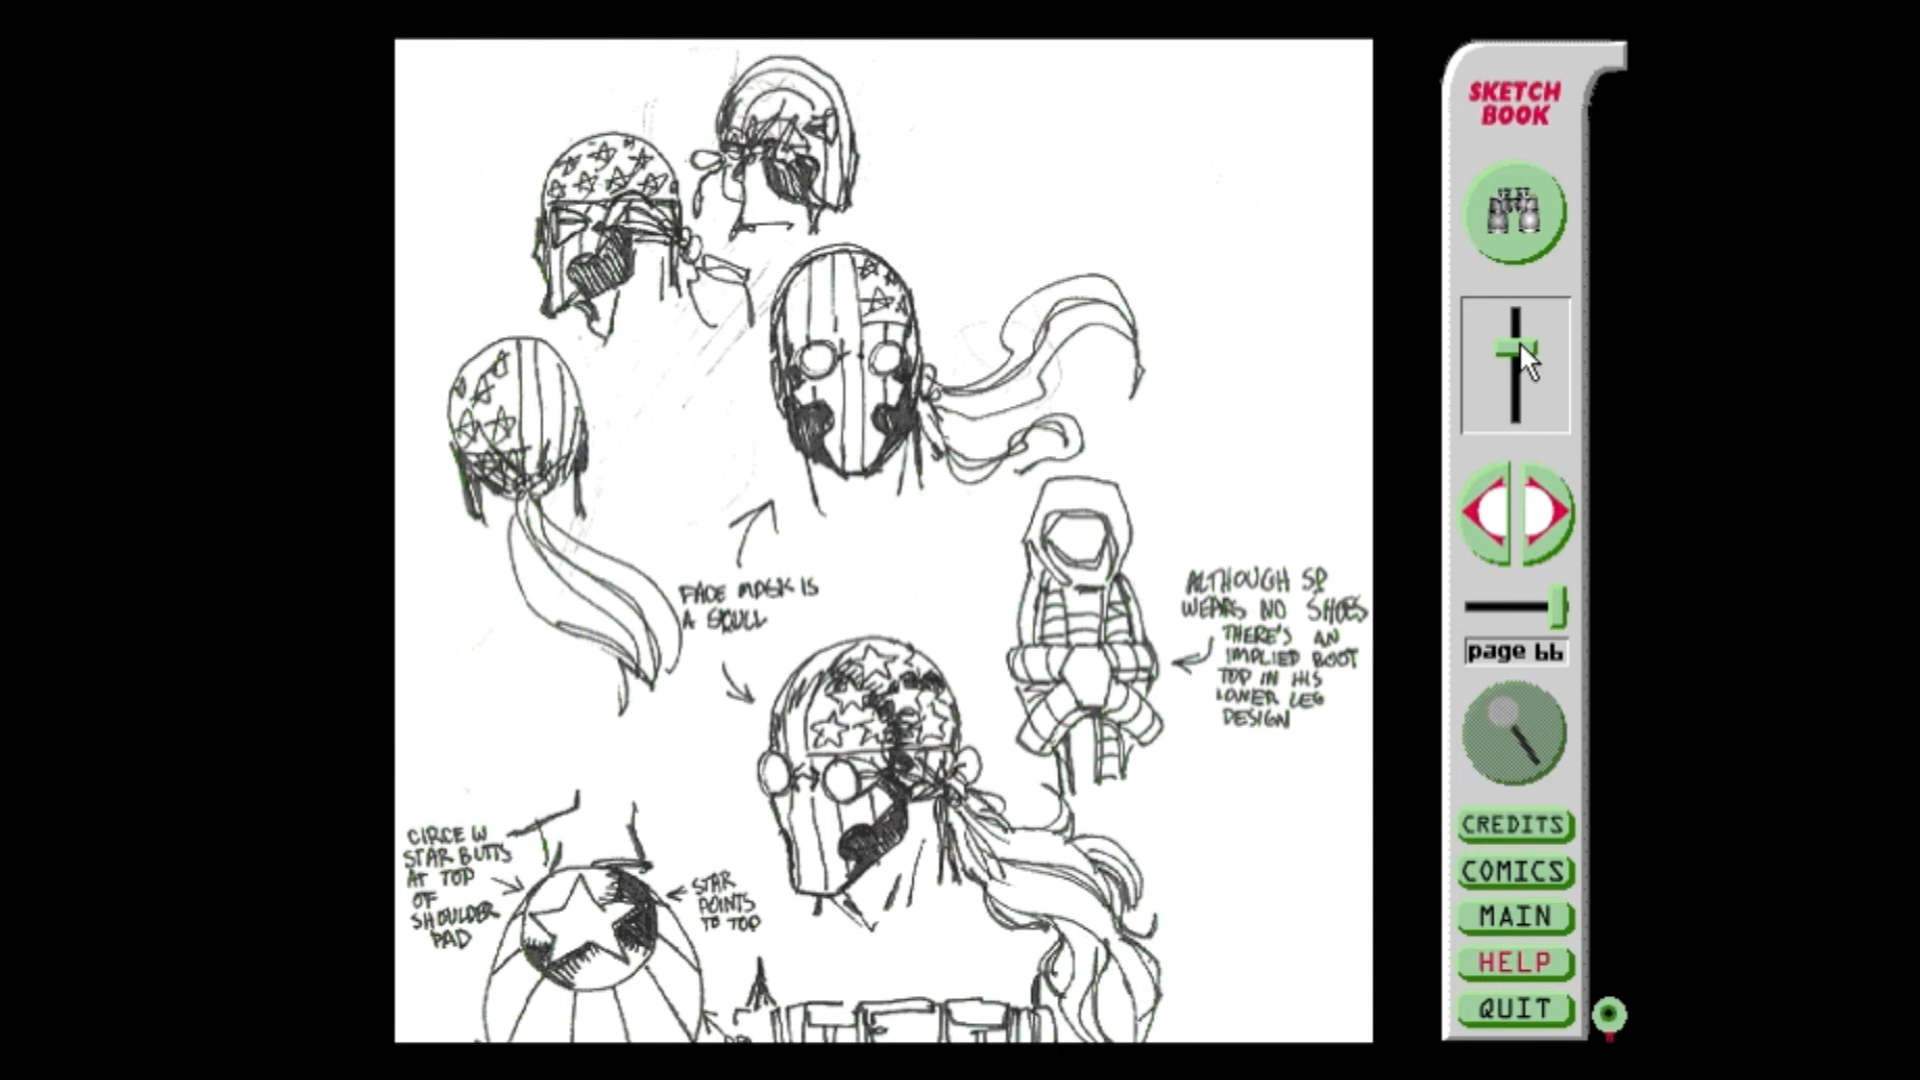 FACE MASK IS
A SKULL
ALTHOUGH SP
WEARS NO SHOES
THERE'S AN
IMPLIED BOOT
TOP IN HIS
LOWER LEG
DESIGN
CIRCE W
STAR BUTTS
AT TOP
OF
SHOULDER
PAD
STAR
POINTS
TO TOP
SKETCH
BOOK
page 66
CREDITS
COMICS
MAIN
HELP
QUIT